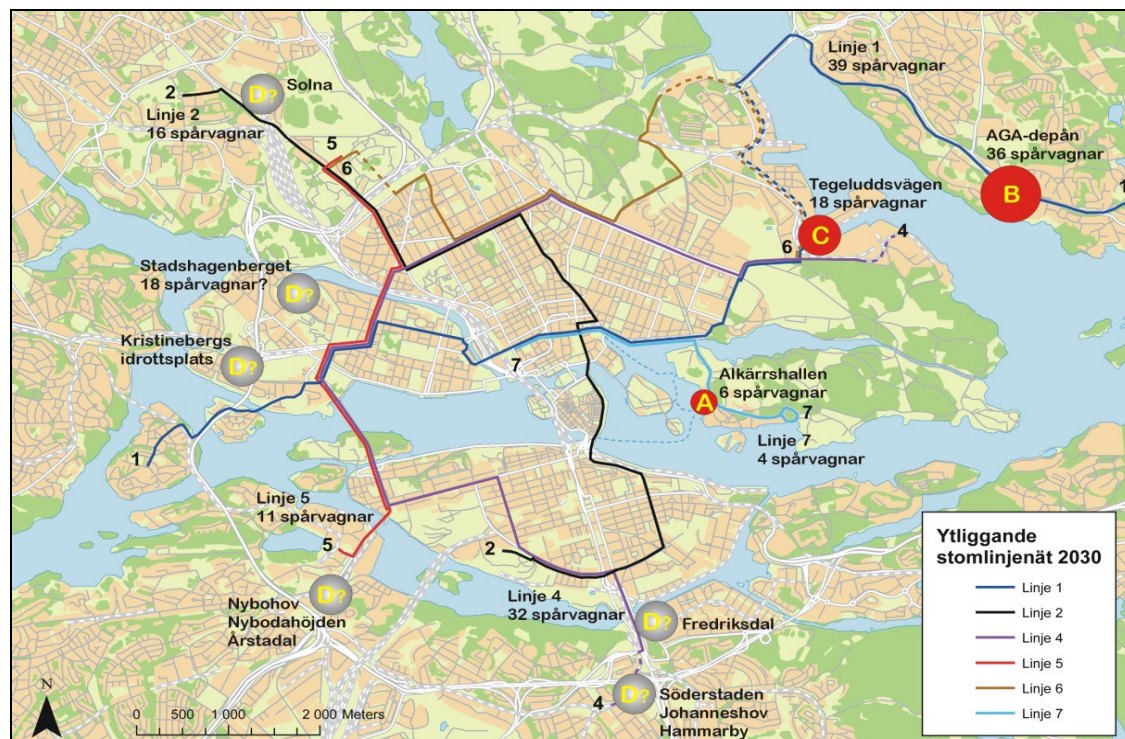 Linje 1
39 spårvagnar
D?
Solna
2
Linje 2
16 spårvagnar
5
6
AGA-depån
36 spårvagnar
B
1
Tegeluddsvägen
18 spårvagnar
C
6
4
Stadshagenberget
18 spårvagnar?
D?
Kristinebergs
idrottsplats
D?
7
Alkärrshallen
6 spårvagnar
A
7
Linje 7
4 spårvagnar
1
Linje 5
11 spårvagnar
5
2
Linje 4
32 spårvagnar
D?
Nybohov
Nybodahöjden
Årstadal
D?
Fredriksdal
4
D?
Söderstaden
Johanneshov
Hammarby
Ytliggande
stomlinjenät 2030
Linje 1
Linje 2
Linje 4
Linje 5
Linje 6
Linje 7
N
0 500 1 000 2 000 Meters